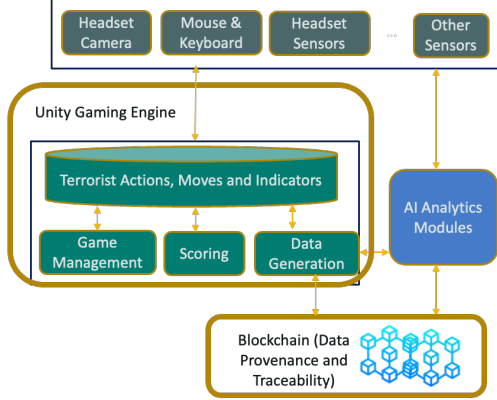 Headset
Camera
Mouse &
Keyboard
Headset
Sensors
...
Other
Sensors
Unity Gaming Engine
Terrorist Actions, Moves and Indicators
Game
Management
Scoring
Data
Generation
AI Analytics
Modules
Blockchain (Data
Provenance and
Traceability)